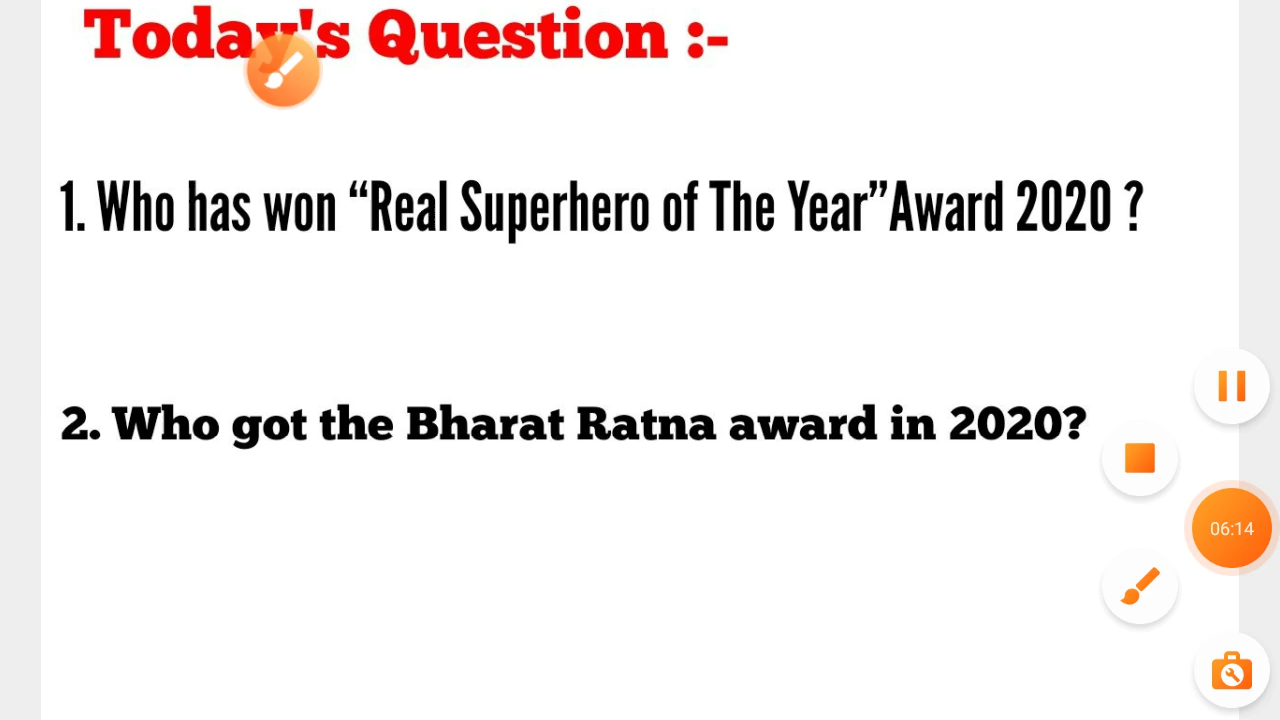 Today's Question :-
1. Who has won “Real Superhero of The Year”Award 2020 ?
2. Who got the Bharat Ratna award in 2020?
06:14